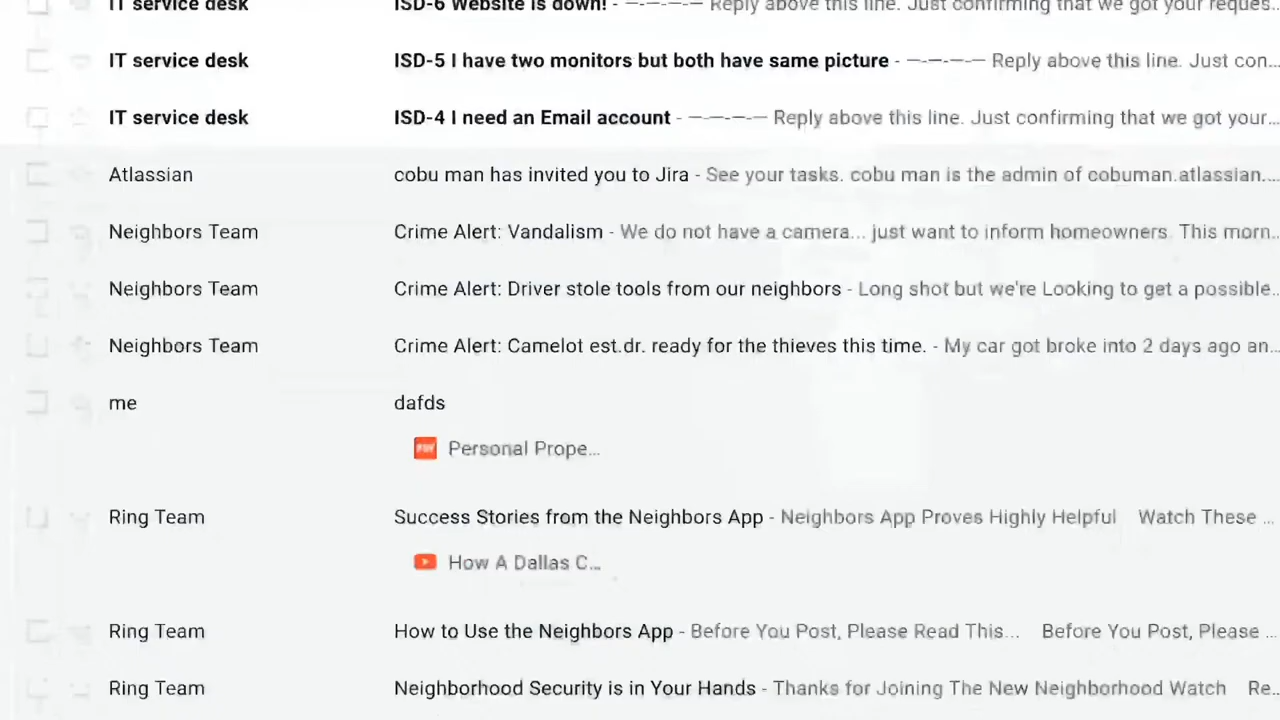 IT service desk ISD-6 Website is down! - —-—-—-— Reply above this line. Just confirming that we got your reques...
IT service desk ISD-5 I have two monitors but both have same picture - —-—-—-— Reply above this line. Just con...
IT service desk ISD-4 I need an Email account - —-—-—-— Reply above this line. Just confirming that we got your...
Atlassian cobu man has invited you to Jira - See your tasks. cobu man is the admin of cobuman.atlassian....
Neighbors Team Crime Alert: Vandalism - We do not have a camera... just want to inform homeowners. This morn...
Neighbors Team Crime Alert: Driver stole tools from our neighbors - Long shot but we're Looking to get a possible...
Neighbors Team Crime Alert: Camelot est.dr. ready for the thieves this time. - My car got broke into 2 days ago an...
me dafds
PDF Personal Prope...
Ring Team Success Stories from the Neighbors App - Neighbors App Proves Highly Helpful Watch These ...
How A Dallas C...
Ring Team How to Use the Neighbors App - Before You Post, Please Read This... Before You Post, Please ...
Ring Team Neighborhood Security is in Your Hands - Thanks for Joining The New Neighborhood Watch Re...